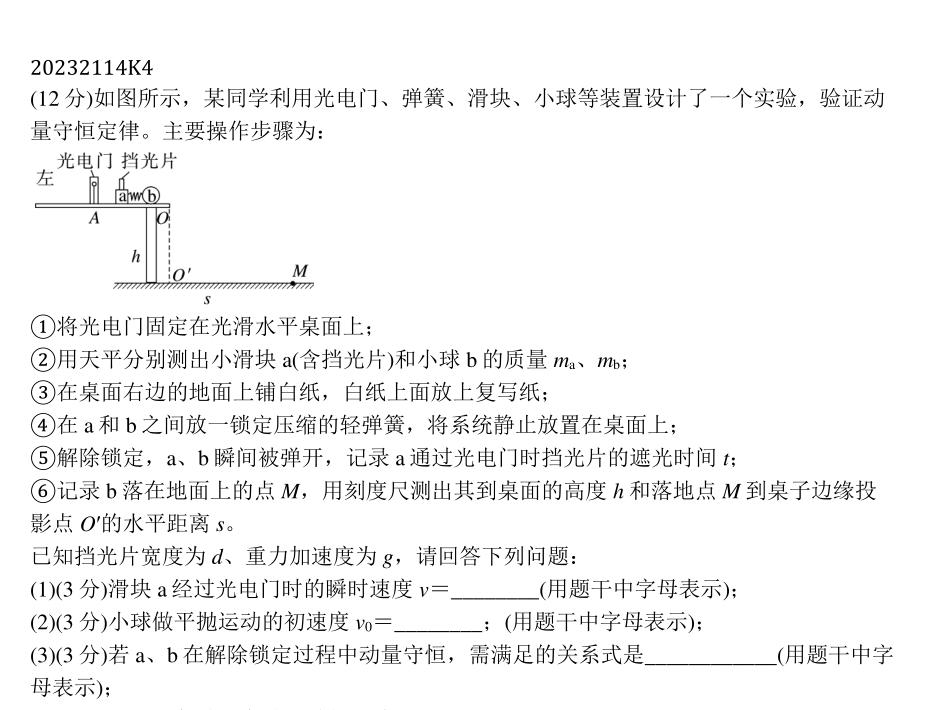 20232114K4
(12 分)如图所示，某同学利用光电门、弹簧、滑块、小球等装置设计了一个实验，验证动
量守恒定律。主要操作步骤为：
光电门 挡光片
左
a b
A O
h
O′ M
s
①将光电门固定在光滑水平桌面上；
②用天平分别测出小滑块 a(含挡光片)和小球 b 的质量 mₐ、m_b；
③在桌面右边的地面上铺白纸，白纸上面放上复写纸；
④在 a 和 b 之间放一锁定压缩的轻弹簧，将系统静止放置在桌面上；
⑤解除锁定，a、b 瞬间被弹开，记录 a 通过光电门时挡光片的遮光时间 t；
⑥记录 b 落在地面上的点 M，用刻度尺测出其到桌面的高度 h 和落地点 M 到桌子边缘投
影点 O′的水平距离 s。
已知挡光片宽度为 d、重力加速度为 g，请回答下列问题：
(1)(3 分)滑块 a 经过光电门时的瞬时速度 v＝________(用题干中字母表示)；
(2)(3 分)小球做平抛运动的初速度 v₀＝________；(用题干中字母表示)；
(3)(3 分)若 a、b 在解除锁定过程中动量守恒，需满足的关系式是____________(用题干中字
母表示)；